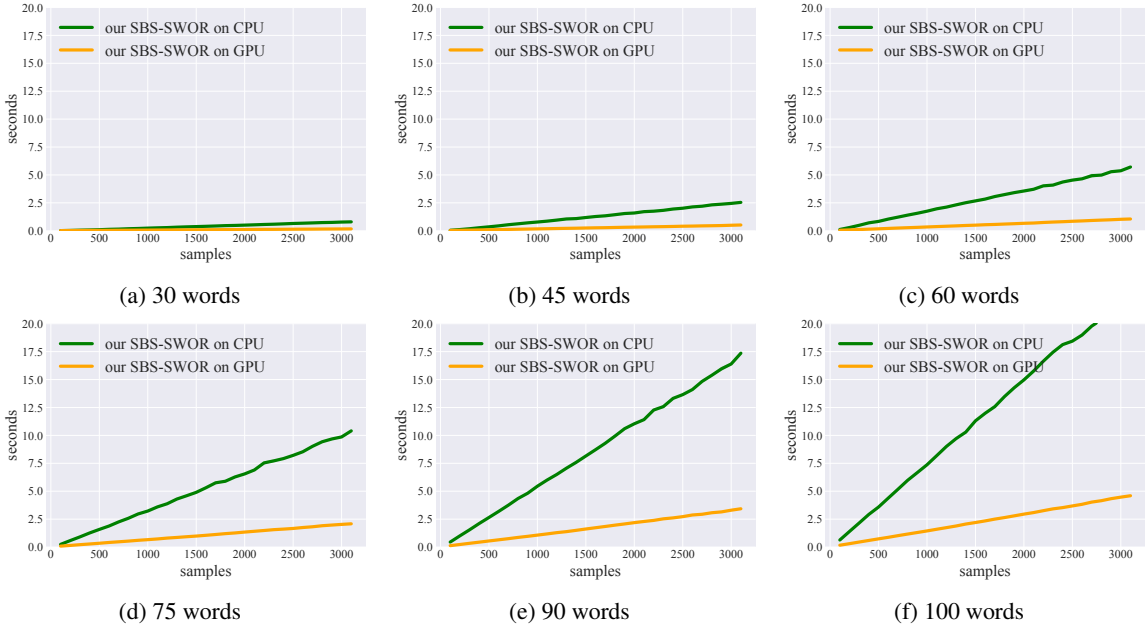 20.0
17.5
15.0
12.5
10.0
7.5
5.0
2.5
0.0
seconds
our SBS-SWOR on CPU
our SBS-SWOR on GPU
0 500 1000 1500 2000 2500 3000
samples
(a) 30 words
20.0
17.5
15.0
12.5
10.0
7.5
5.0
2.5
0.0
seconds
our SBS-SWOR on CPU
our SBS-SWOR on GPU
0 500 1000 1500 2000 2500 3000
samples
(b) 45 words
20.0
17.5
15.0
12.5
10.0
7.5
5.0
2.5
0.0
seconds
our SBS-SWOR on CPU
our SBS-SWOR on GPU
0 500 1000 1500 2000 2500 3000
samples
(c) 60 words
20.0
17.5
15.0
12.5
10.0
7.5
5.0
2.5
0.0
seconds
our SBS-SWOR on CPU
our SBS-SWOR on GPU
0 500 1000 1500 2000 2500 3000
samples
(d) 75 words
20.0
17.5
15.0
12.5
10.0
7.5
5.0
2.5
0.0
seconds
our SBS-SWOR on CPU
our SBS-SWOR on GPU
0 500 1000 1500 2000 2500 3000
samples
(e) 90 words
20.0
17.5
15.0
12.5
10.0
7.5
5.0
2.5
0.0
seconds
our SBS-SWOR on CPU
our SBS-SWOR on GPU
0 500 1000 1500 2000 2500 3000
samples
(f) 100 words